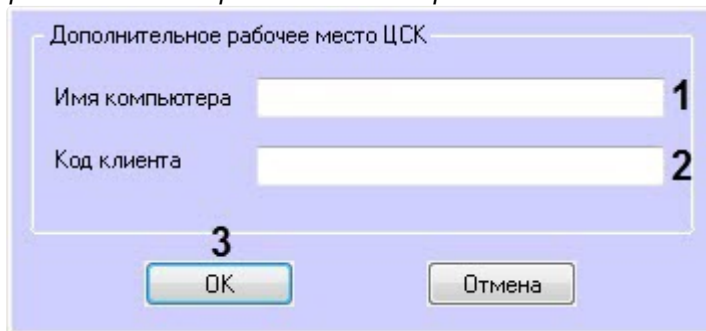 Дополнительное рабочее место ЦСК
Имя компьютера 1
Код клиента 2
3
OK Отмена